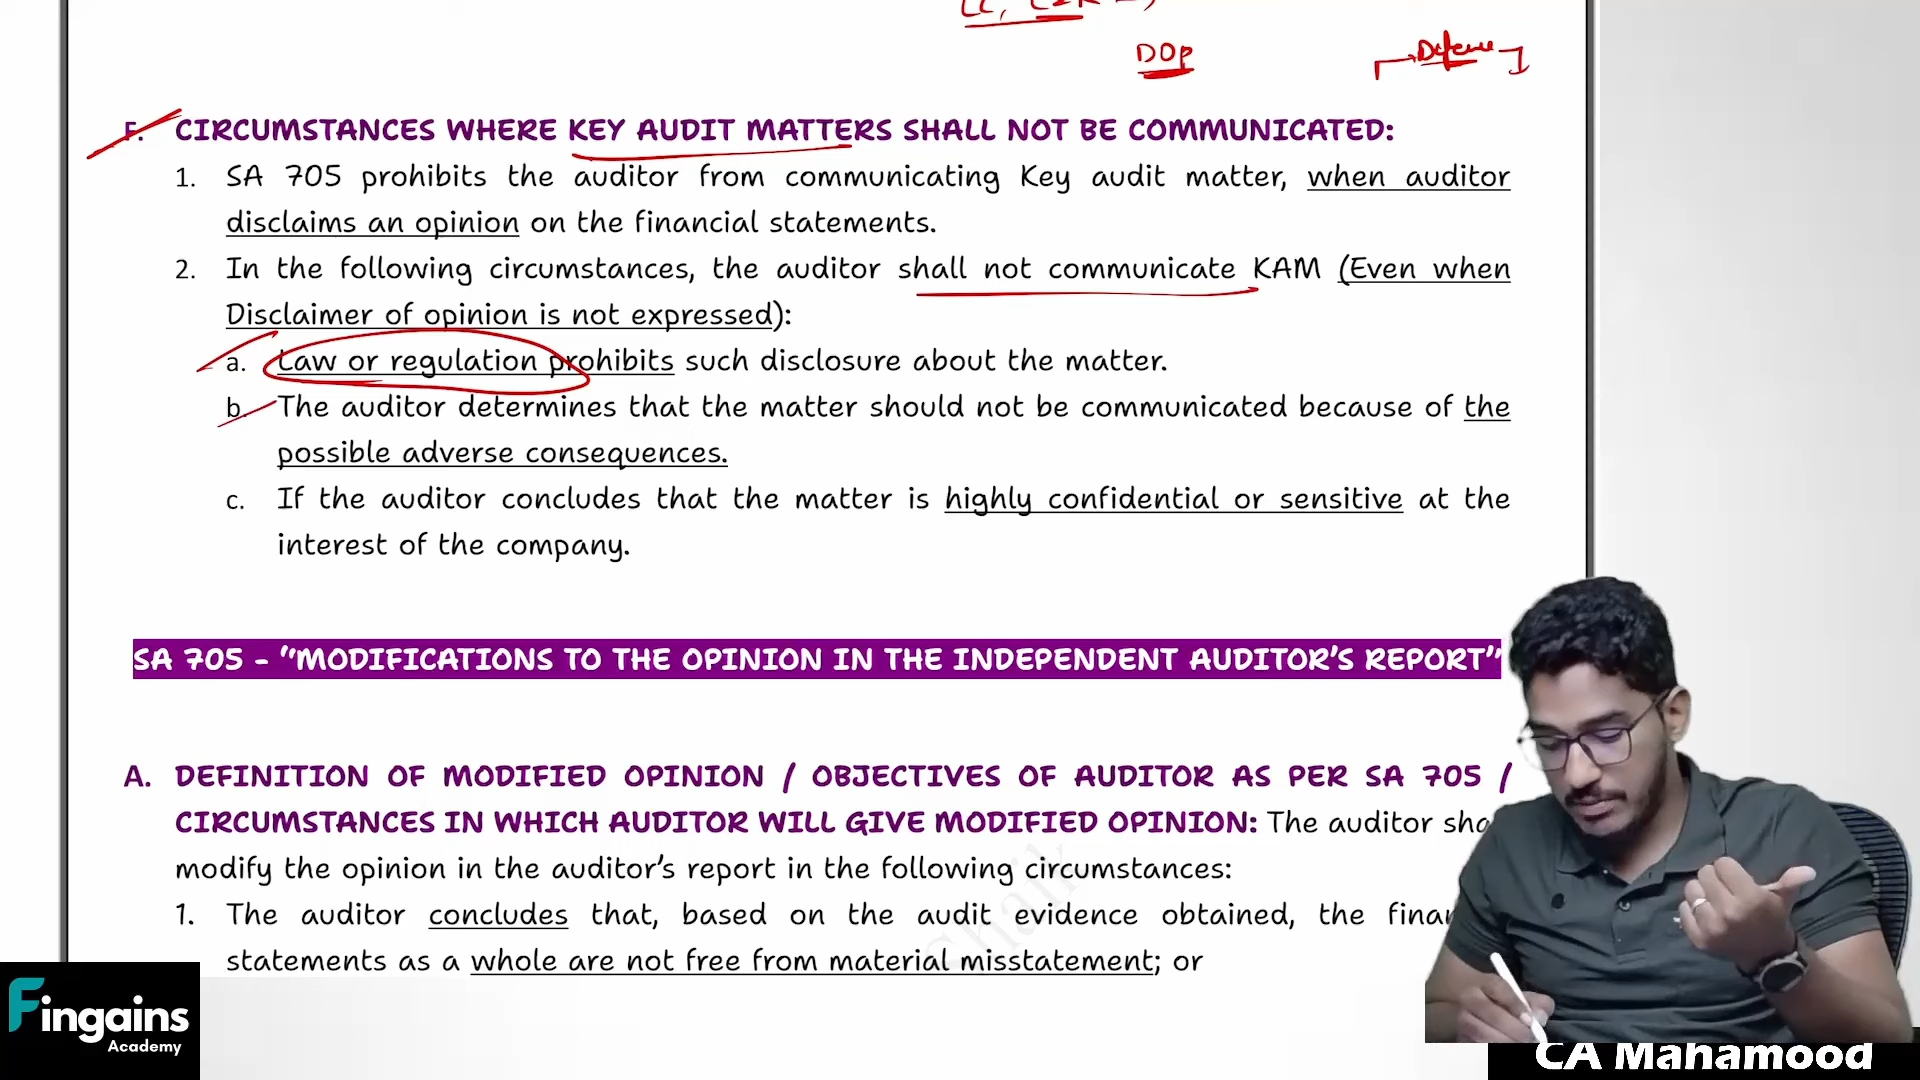 DOP
Defence
F. CIRCUMSTANCES WHERE KEY AUDIT MATTERS SHALL NOT BE COMMUNICATED:
1. SA 705 prohibits the auditor from communicating Key audit matter, when auditor
disclaims an opinion on the financial statements.
2. In the following circumstances, the auditor shall not communicate KAM (Even when
Disclaimer of opinion is not expressed):
a. Law or regulation prohibits such disclosure about the matter.
b. The auditor determines that the matter should not be communicated because of the
possible adverse consequences.
c. If the auditor concludes that the matter is highly confidential or sensitive at the
interest of the company.
SA 705 - "MODIFICATIONS TO THE OPINION IN THE INDEPENDENT AUDITOR'S REPORT"
A. DEFINITION OF MODIFIED OPINION / OBJECTIVES OF AUDITOR AS PER SA 705 /
CIRCUMSTANCES IN WHICH AUDITOR WILL GIVE MODIFIED OPINION: The auditor sha
modify the opinion in the auditor's report in the following circumstances:
1. The auditor concludes that, based on the audit evidence obtained, the finan
statements as a whole are not free from material misstatement; or
Shaik
Fingains
Academy
CA Mahamood